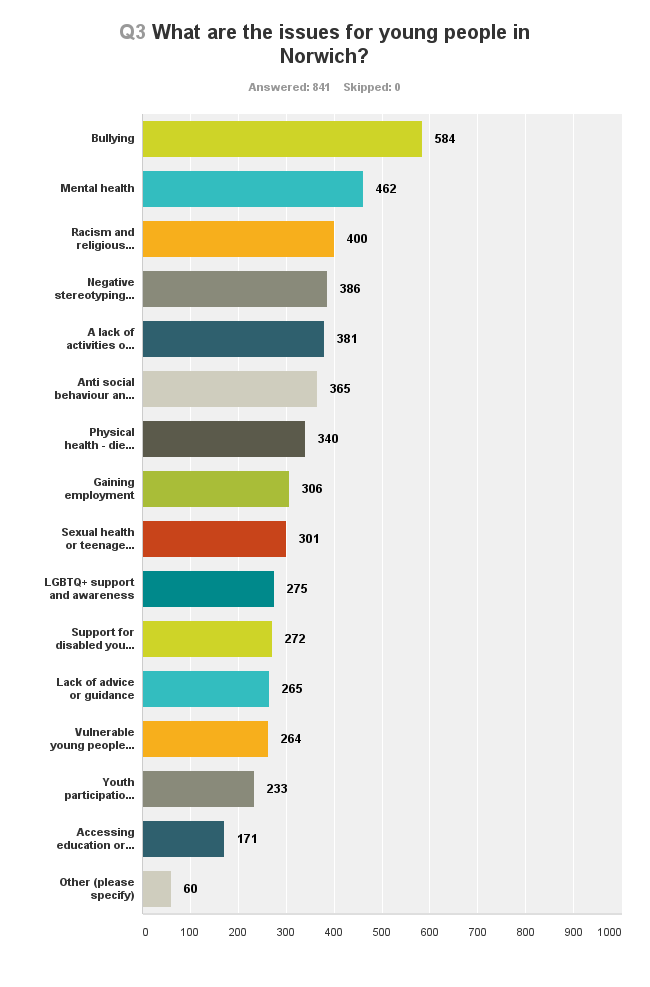 Q3 What are the issues for young people in
Norwich?
Answered: 841 Skipped: 0
Bullying
584
Mental health
462
Racism and
religious...
400
Negative
stereotyping...
386
A lack of
activities o...
381
Anti social
behaviour an...
365
Physical
health - die...
340
Gaining
employment
306
Sexual health
or teenage...
301
LGBTQ+ support
and awareness
275
Support for
disabled you...
272
Lack of advice
or guidance
265
Vulnerable
young people...
264
Youth
participatio...
233
Accessing
education or...
171
Other (please
specify)
60
0 100 200 300 400 500 600 700 800 900 1000